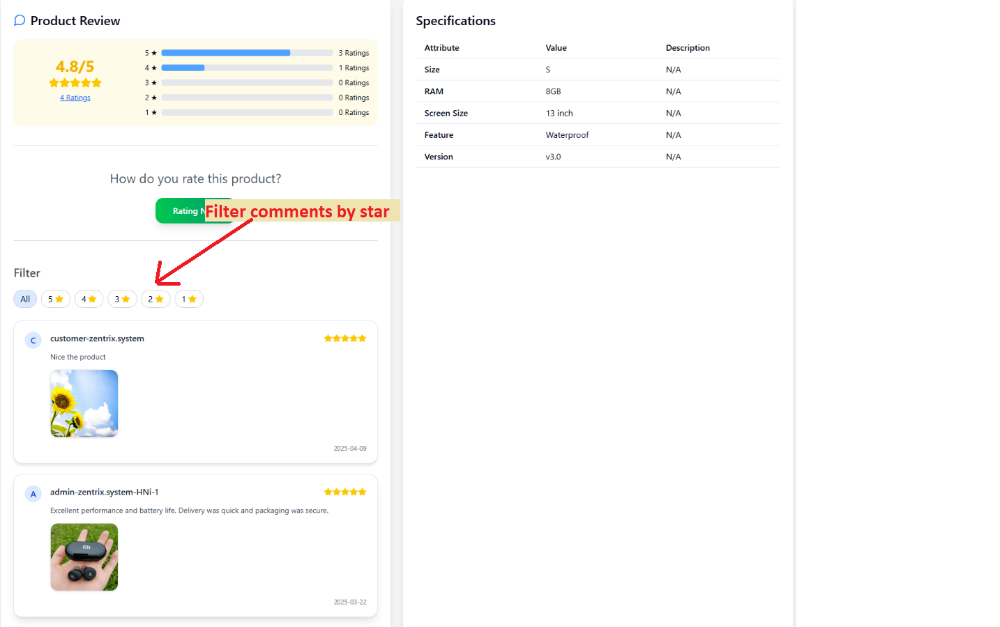 Product Review
4.8/5
4 Ratings
5 ★ 3 Ratings
4 ★ 1 Ratings
3 ★ 0 Ratings
2 ★ 0 Ratings
1 ★ 0 Ratings
How do you rate this product?
Rating N
Filter comments by star
Filter
All 5 4 3 2 1
C customer-zentrix.system
Nice the product
2025-04-09
A admin-zentrix.system-HNi-1
Excellent performance and battery life. Delivery was quick and packaging was secure.
mi
2025-03-22
Specifications
Attribute Value Description
Size S N/A
RAM 8GB N/A
Screen Size 13 inch N/A
Feature Waterproof N/A
Version v3.0 N/A